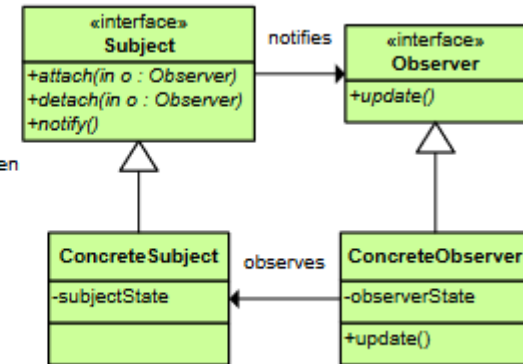 «interface»
Subject
+attach(in o : Observer)
+detach(in o : Observer)
+notify()
notifies
«interface»
Observer
+update()
en
ConcreteSubject
-subjectState
observes
ConcreteObserver
-observerState
+update()